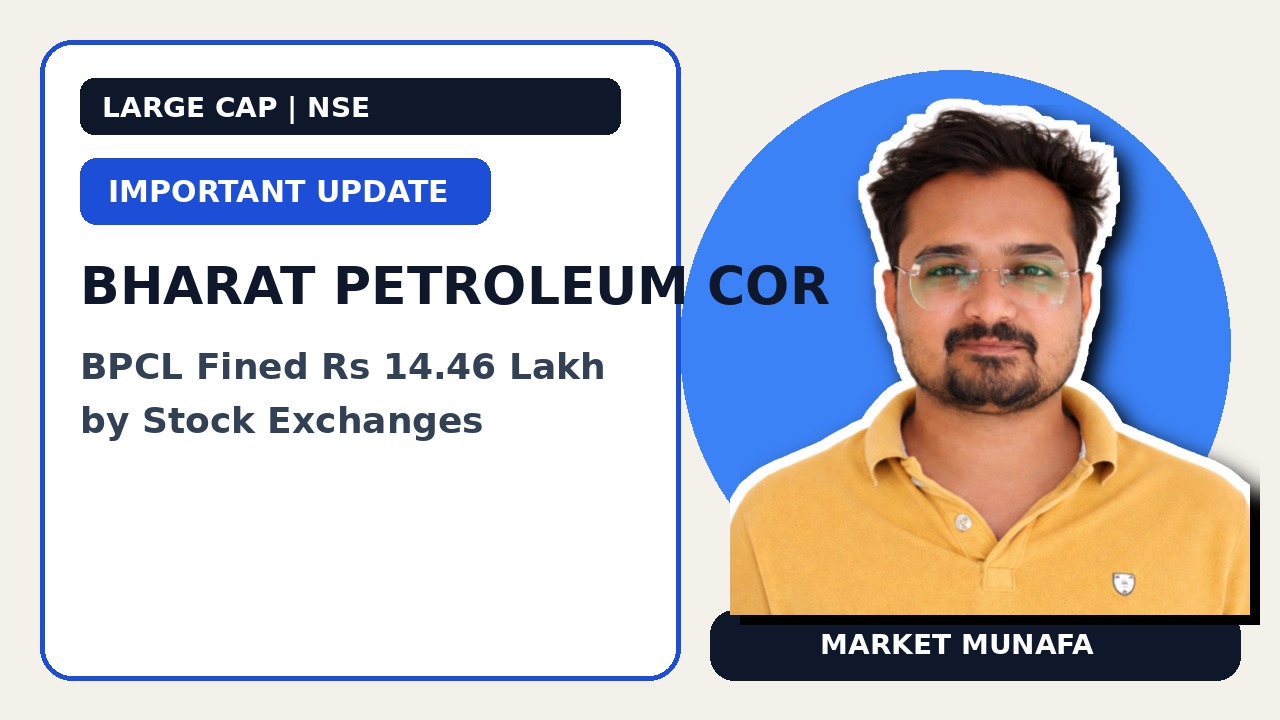 LARGE CAP | NSE
IMPORTANT UPDATE
BHARAT PETROLEUM COR
BPCL Fined Rs 14.46 Lakh
by Stock Exchanges
MARKET MUNAFA